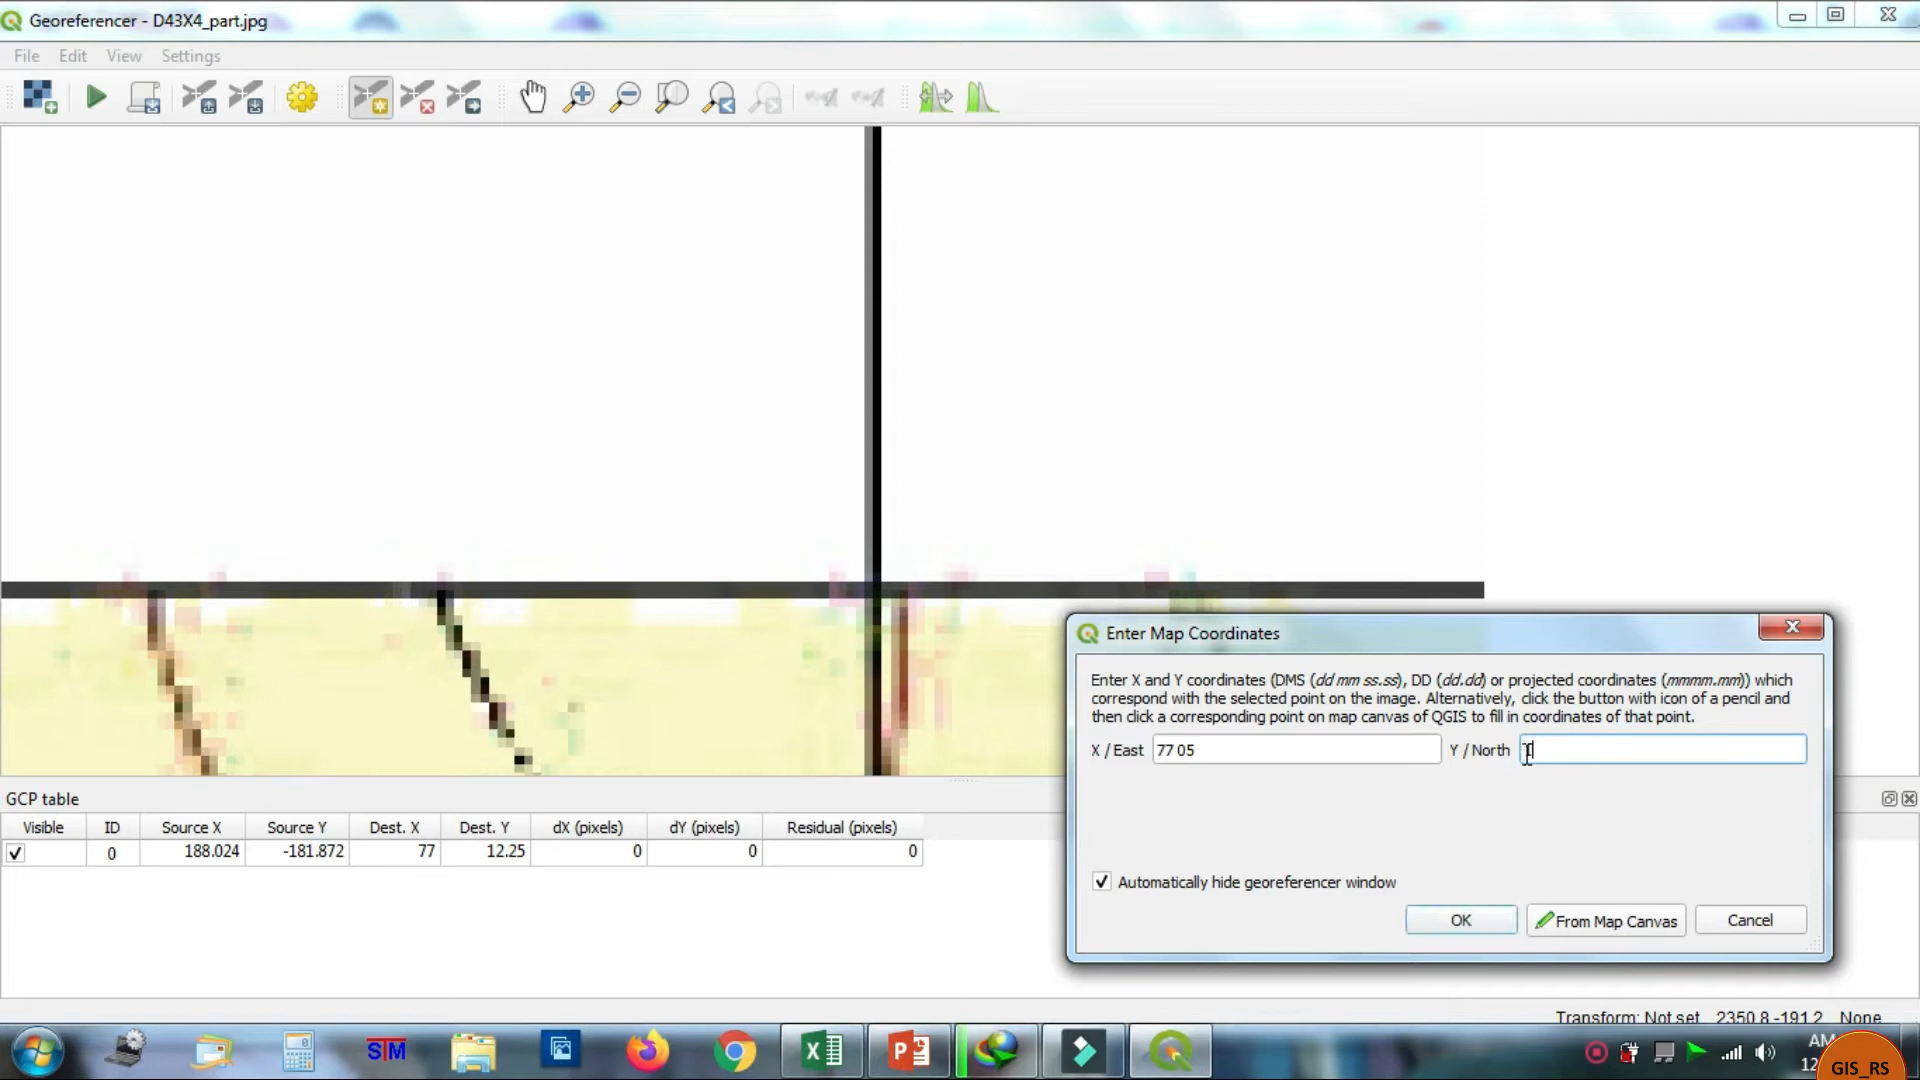 Georeferencer - D43X4_part.jpg
File Edit View Settings
Enter Map Coordinates
Enter X and Y coordinates (DMS (dd mm ss.ss), DD (dd.dd) or projected coordinates (mmmm.mm)) which
correspond with the selected point on the image. Alternatively, click the button with icon of a pencil and
then click a corresponding point on map canvas of QGIS to fill in coordinates of that point.
X / East 77 05 Y / North
Automatically hide georeferencer window
OK From Map Canvas Cancel
GCP table
Visible ID Source X Source Y Dest. X Dest. Y dX (pixels) dY (pixels) Residual (pixels)
0 188.024 -181.872 77 12.25 0 0 0
Transform: Not set 2350.8 -191.2 None
STM
AM
GIS_RS